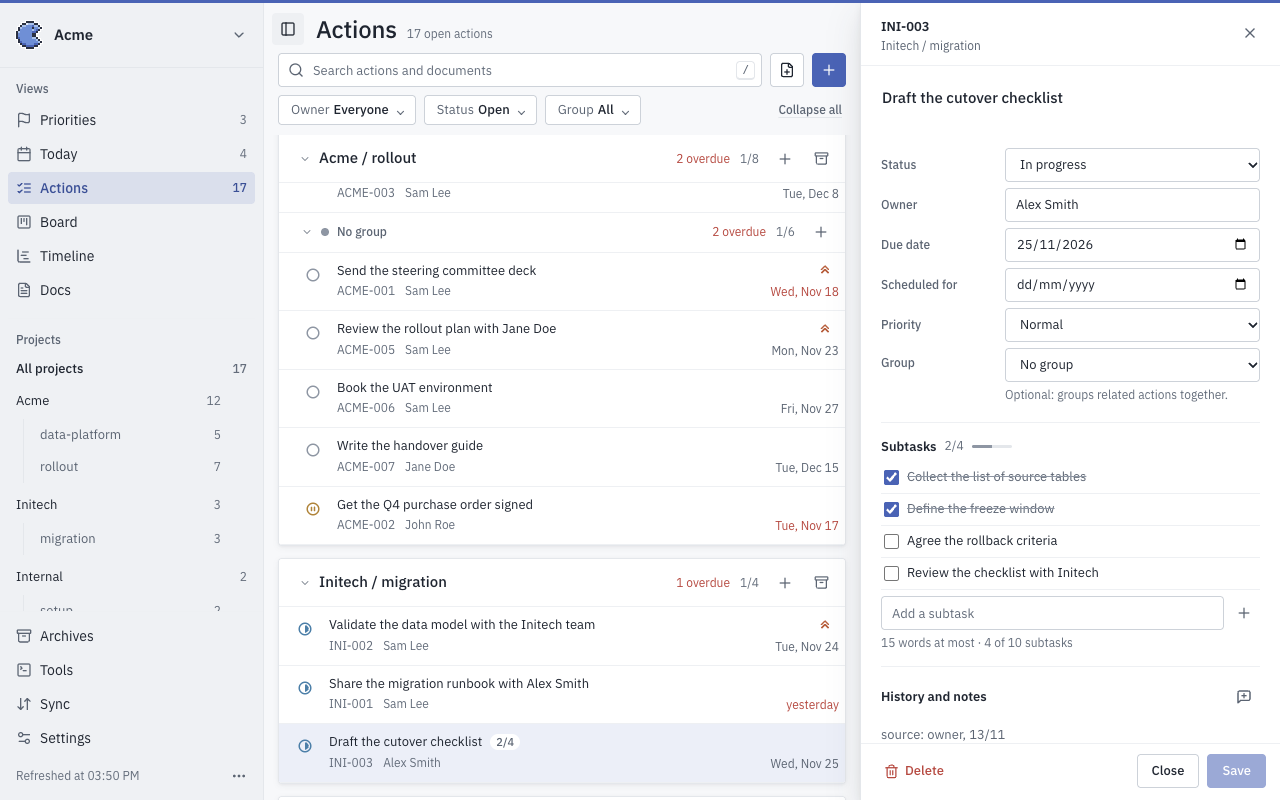 Acme
Views
Priorities 3
Today 4
Actions 17
Board
Timeline
Docs
Projects
All projects 17
Acme 12
data-platform 5
rollout 7
Initech 3
migration 3
Internal 2
setup 2
Archives
Tools
Sync
Settings
Refreshed at 03:50 PM
Actions 17 open actions
Search actions and documents /
Owner Everyone
Status Open
Group All
Collapse all
Acme / rollout 2 overdue 1/8
ACME-003 Sam Lee Tue, Dec 8
No group 2 overdue 1/6
Send the steering committee deck
ACME-001 Sam Lee Wed, Nov 18
Review the rollout plan with Jane Doe
ACME-005 Sam Lee Mon, Nov 23
Book the UAT environment
ACME-006 Sam Lee Fri, Nov 27
Write the handover guide
ACME-007 Jane Doe Tue, Dec 15
Get the Q4 purchase order signed
ACME-002 John Roe Tue, Nov 17
Initech / migration 1 overdue 1/4
Validate the data model with the Initech team
INI-002 Sam Lee Tue, Nov 24
Share the migration runbook with Alex Smith
INI-001 Sam Lee yesterday
Draft the cutover checklist 2/4
INI-003 Alex Smith Wed, Nov 25
INI-003
Initech / migration
Draft the cutover checklist
Status In progress
Owner Alex Smith
Due date 25/11/2026
Scheduled for dd/mm/yyyy
Priority Normal
Group No group
Optional: groups related actions together.
Subtasks 2/4
Collect the list of source tables
Define the freeze window
Agree the rollback criteria
Review the checklist with Initech
Add a subtask
15 words at most · 4 of 10 subtasks
History and notes
source: owner, 13/11
Delete
Close
Save